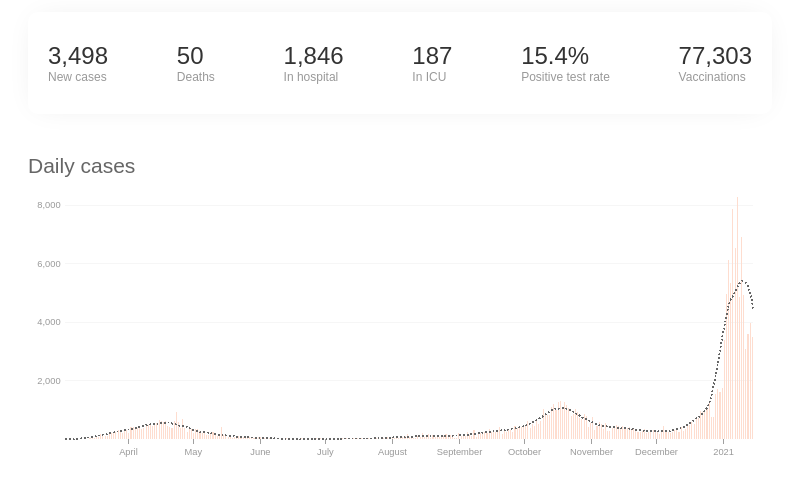 3,498 50 1,846 187 15.4% 77,303
New cases Deaths In hospital In ICU Positive test rate Vaccinations
Daily cases
8,000
6,000
4,000
2,000
April May June July August September October November December 2021